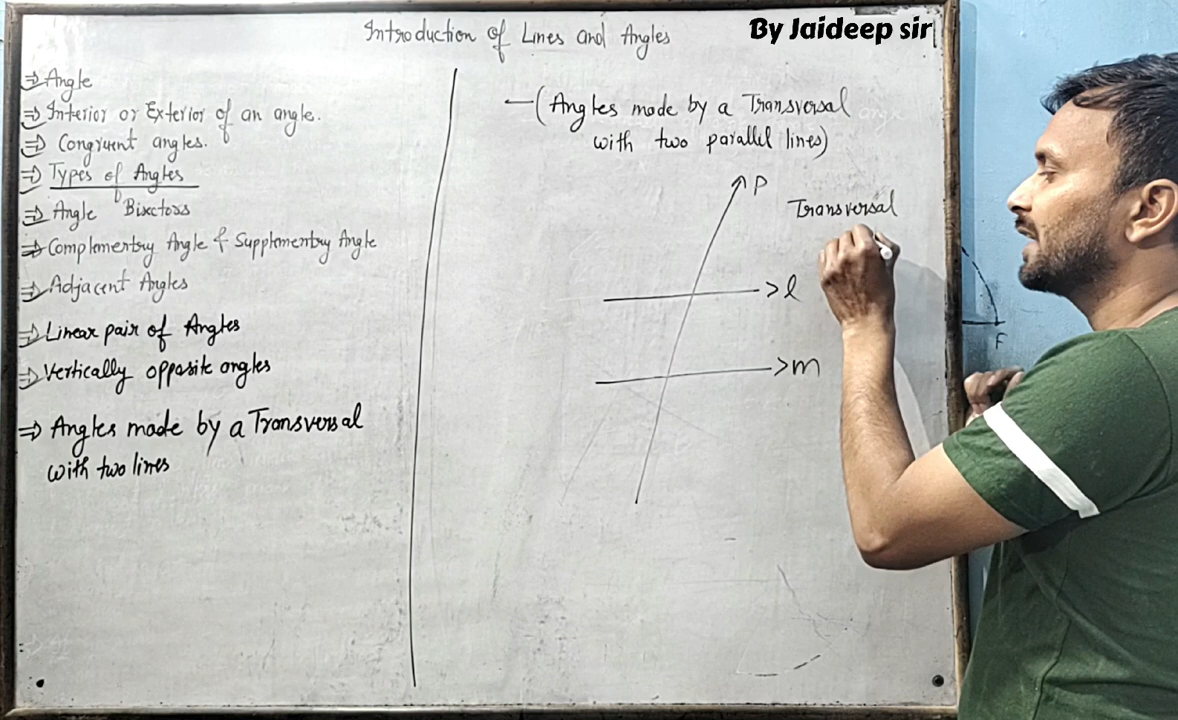 Introduction of Lines and Angles
By Jaideep sir
⇒ Angle
⇒ Interior or Exterior of an angle.
⇒ Congruent angles.
⇒ Types of Angles
⇒ Angle Bisectors
⇒ Complementry Angle & Supplementry Angle
⇒ Adjacent Angles
⇒ Linear pair of Angles
⇒ Vertically opposite angles
⇒ Angles made by a Transversal
with two lines
— (Angles made by a Transversal
with two parallel lines)
P
Transversal
l
m
F